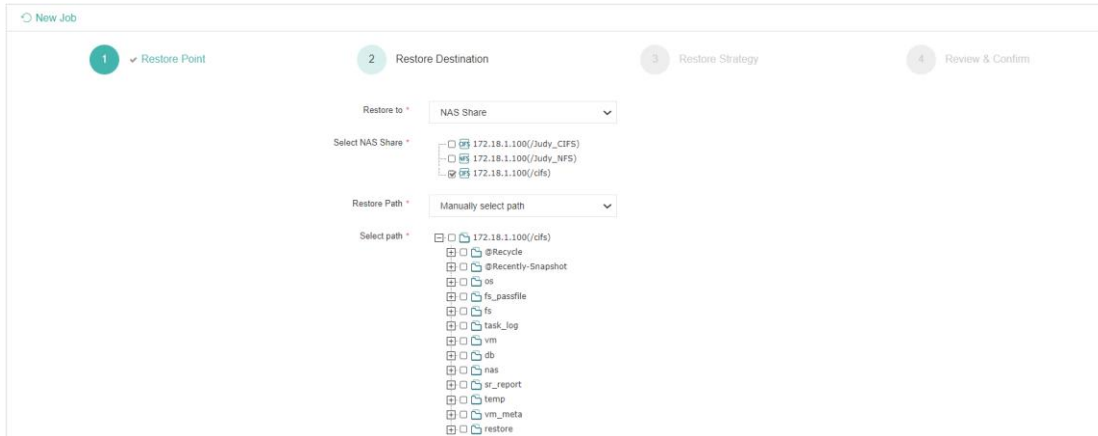 New Job
1 Restore Point 2 Restore Destination 3 Restore Strategy 4 Review & Confirm
Restore to * NAS Share
Select NAS Share * CIFS 172.18.1.100(/Judy_CIFS)
NFS 172.18.1.100(/Judy_NFS)
CIFS 172.18.1.100(/cifs)
Restore Path * Manually select path
Select path * 172.18.1.100(/cifs)
@Recycle
@Recently-Snapshot
os
fs_passfile
fs
task_log
vm
db
nas
sr_report
temp
vm_meta
restore